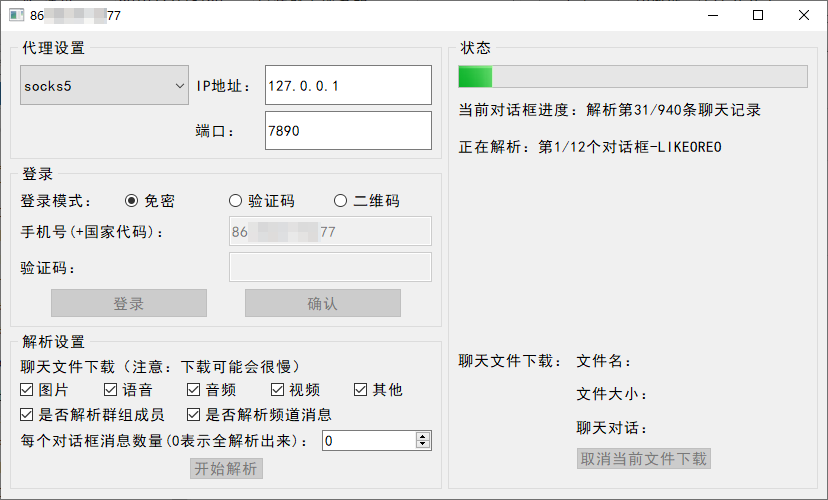 86 77
代理设置
socks5 IP地址: 127.0.0.1
端口: 7890
登录
登录模式: 免密 验证码 二维码
手机号(+国家代码): 86 77
验证码:
登录 确认
解析设置
聊天文件下载（注意: 下载可能会很慢）
图片 语音 音频 视频 其他
是否解析群组成员 是否解析频道消息
每个对话框消息数量(0表示全解析出来): 0
开始解析
状态
当前对话框进度: 解析第31/940条聊天记录
正在解析: 第1/12个对话框-LIKEOREO
聊天文件下载: 文件名:
文件大小:
聊天对话:
取消当前文件下载